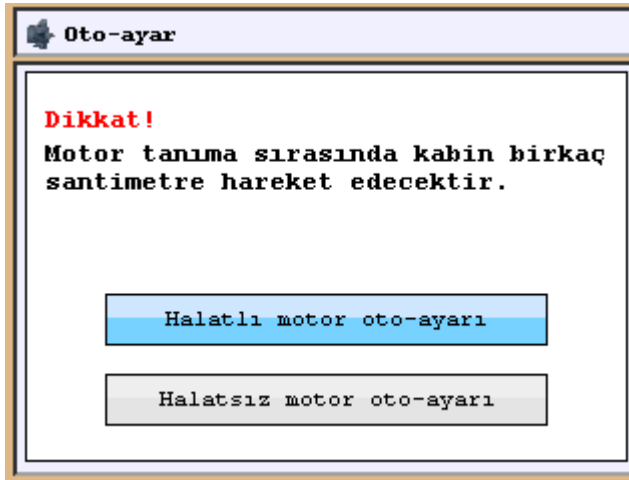 Oto-ayar
Dikkat!
Motor tanıma sırasında kabin birkaç
santimetre hareket edecektir.
Halatlı motor oto-ayarı
Halatsız motor oto-ayarı